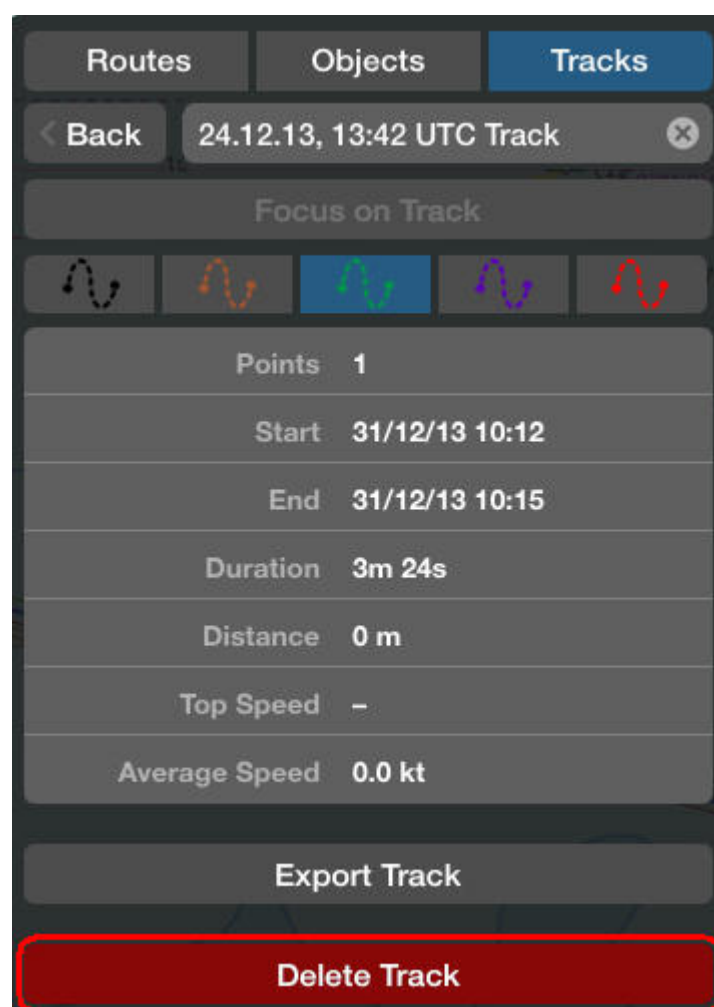 Routes Objects Tracks
Back 24.12.13, 13:42 UTC Track
Focus on Track
Points 1
Start 31/12/13 10:12
End 31/12/13 10:15
Duration 3m 24s
Distance 0 m
Top Speed –
Average Speed 0.0 kt
Export Track
Delete Track